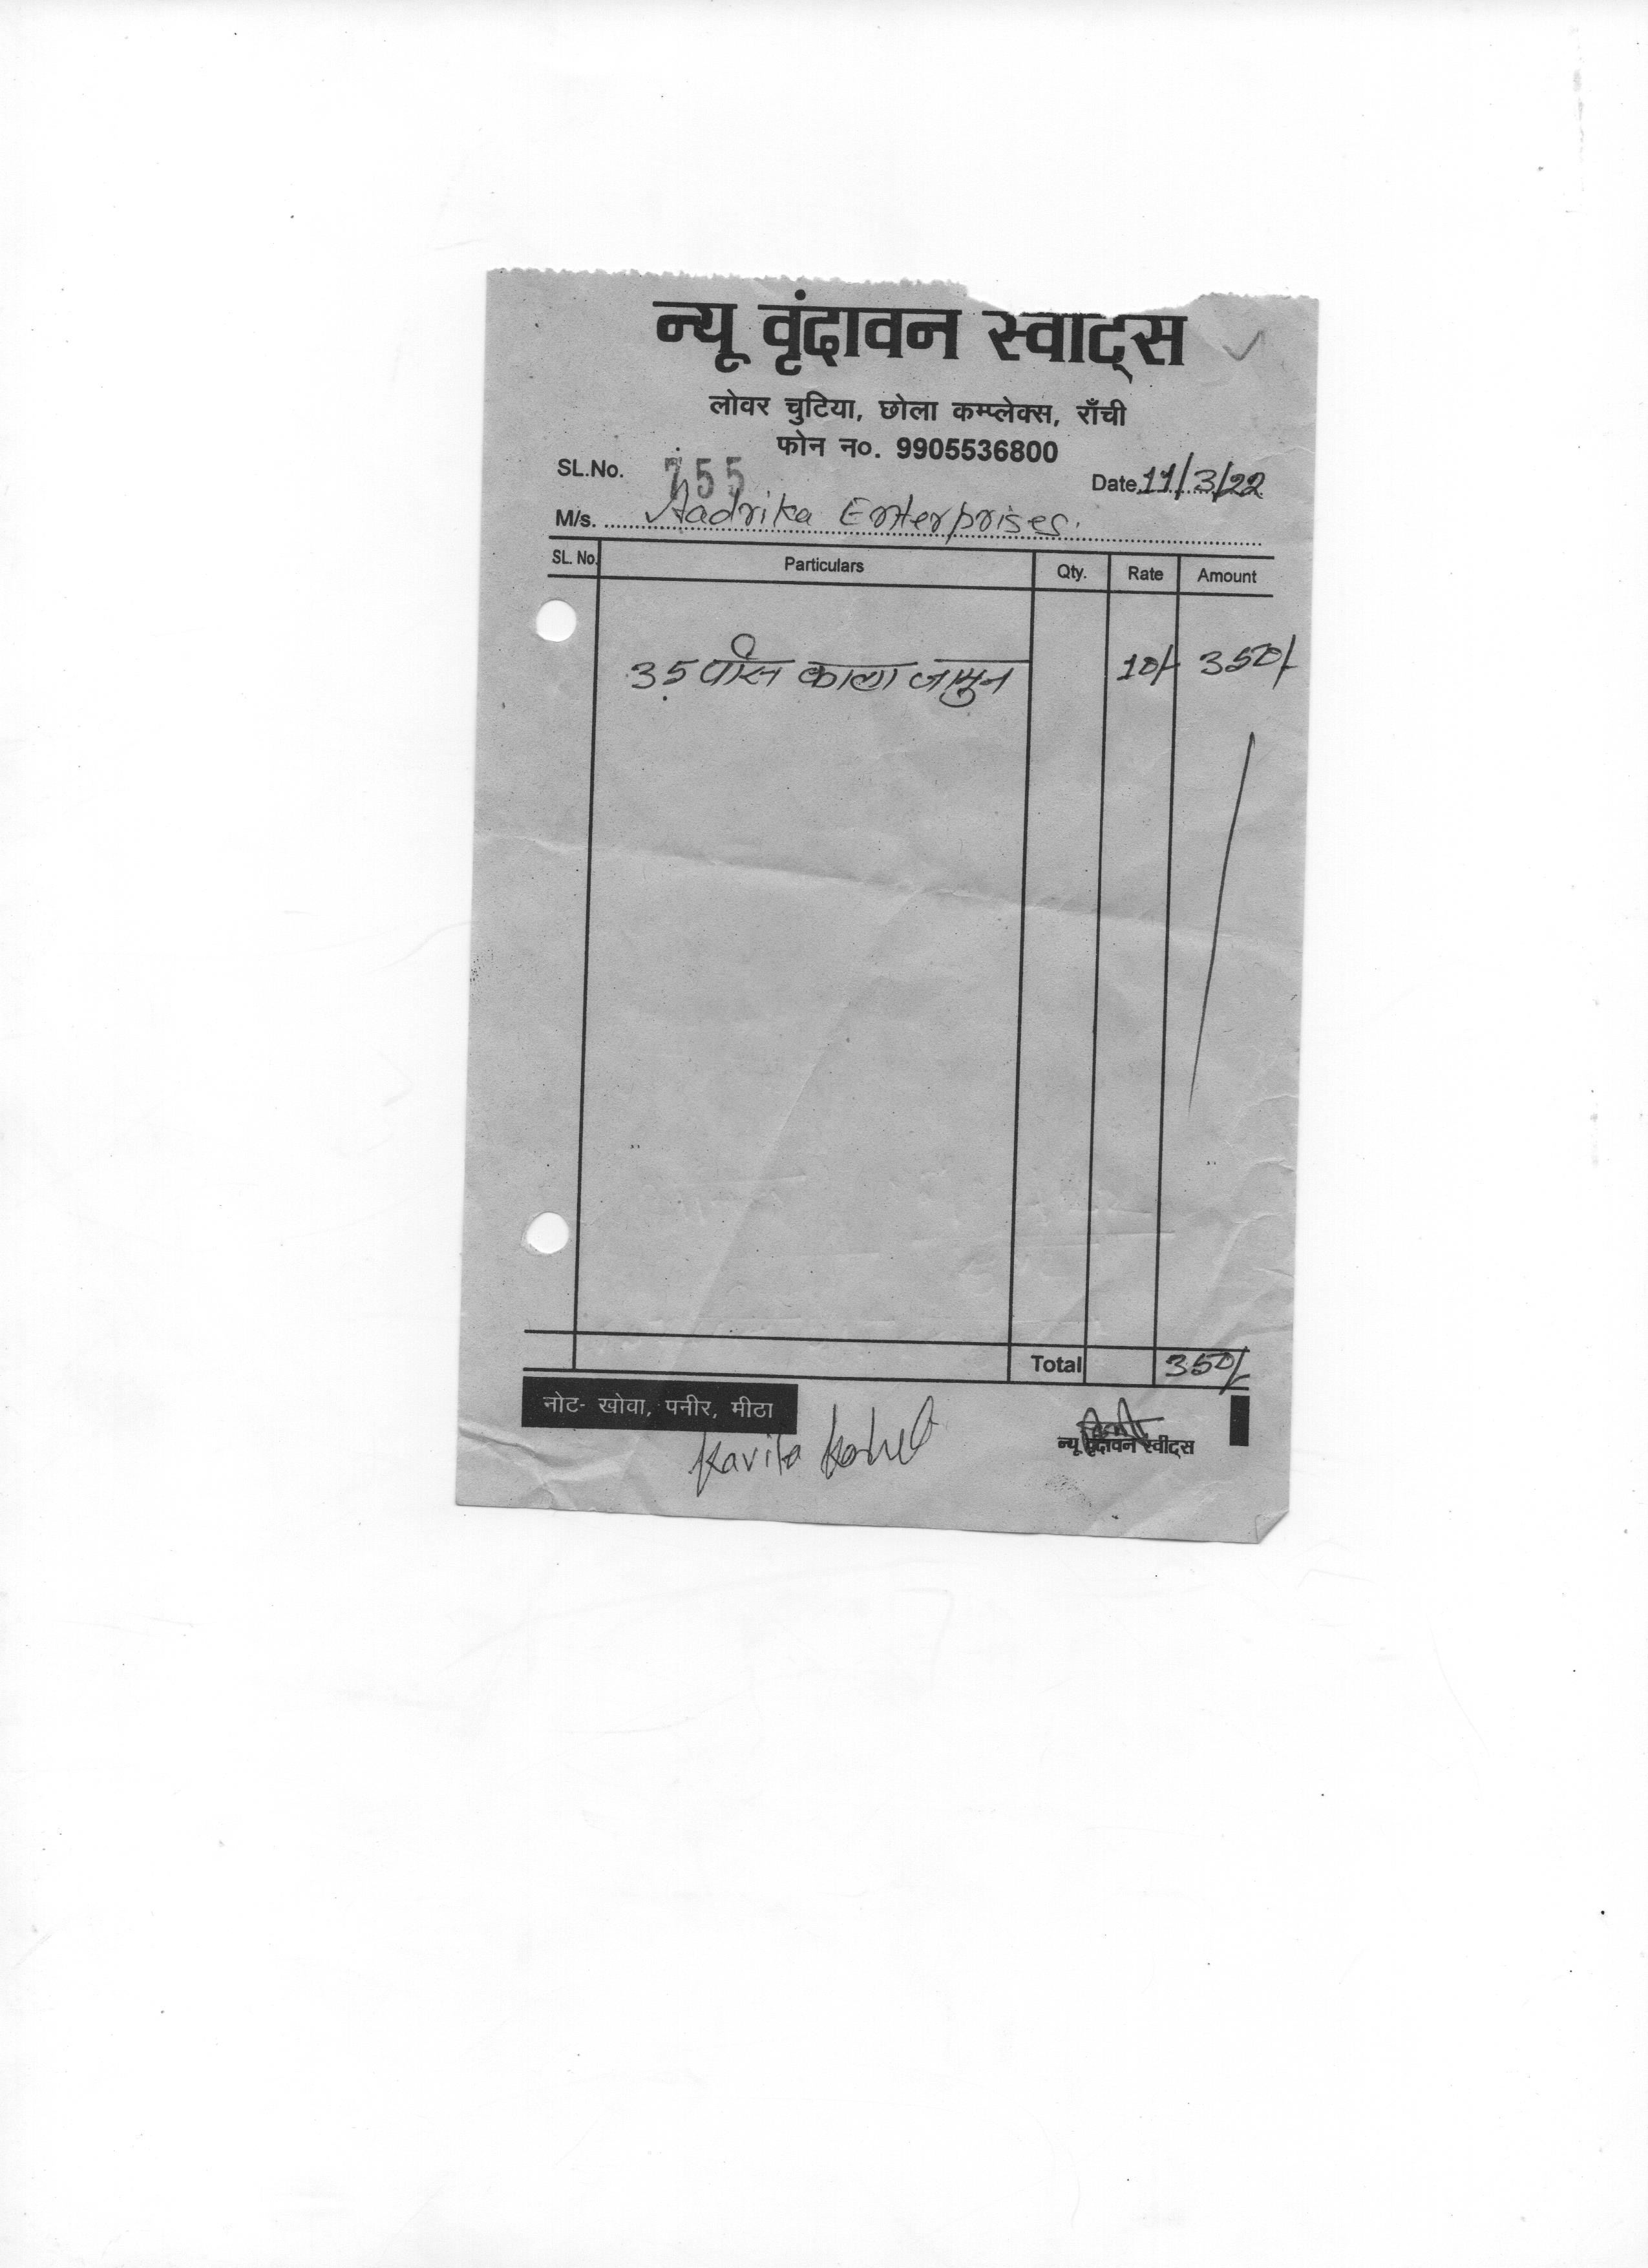 न्यू वृंदावन स्वीट्स
लोवर चुटिया, छोला कम्प्लेक्स, राँची
फोन न०. 9905536800
SL.No. 755 Date 11/3/22
M/s. Aadrika Enterprises.
SL. No. Particulars Qty. Rate Amount
35 पीस काला जामुन 10/- 350/-
Total 350/-
नोट- खोवा, पनीर, मीठा
न्यू वृंदावन स्वीट्स
Kavita